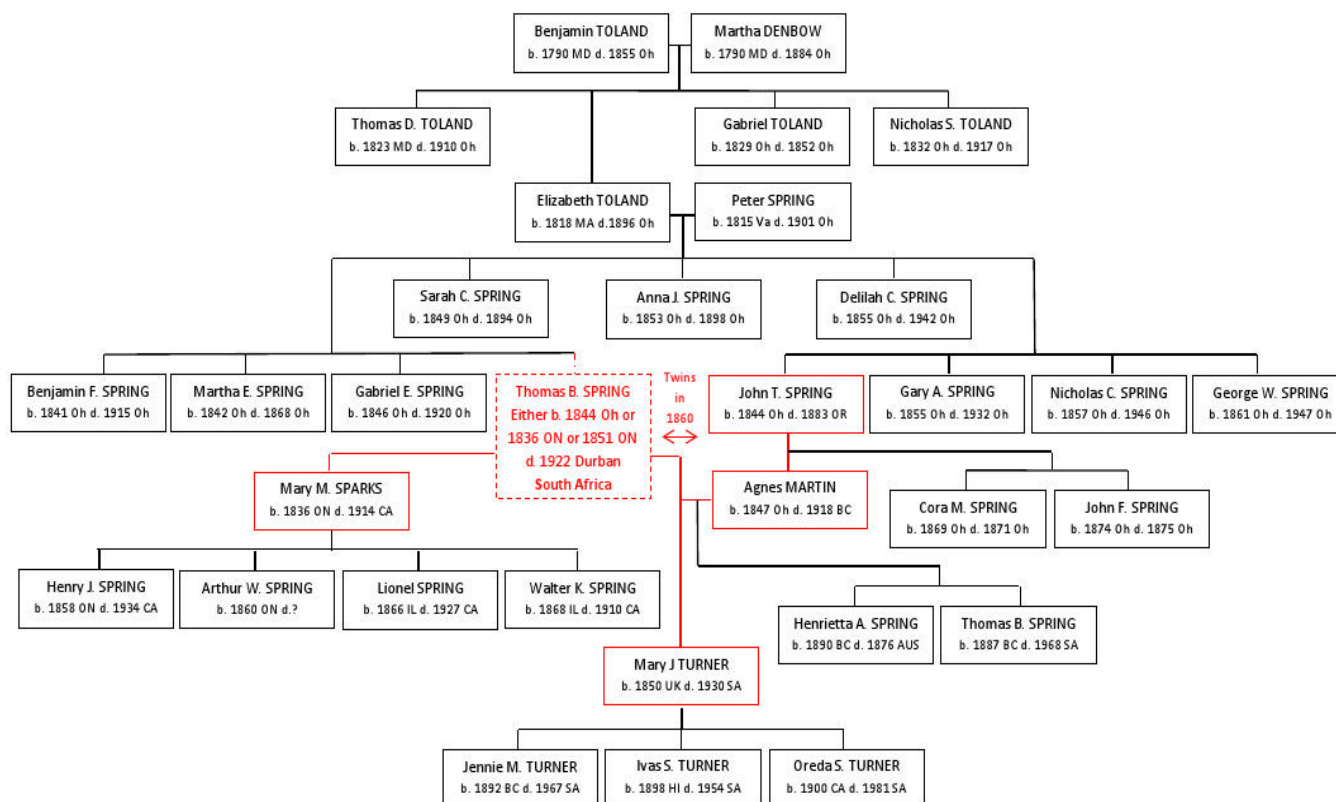 Benjamin TOLAND
b. 1790 MD d. 1855 Oh
Martha DENBOW
b. 1790 MD d. 1884 Oh
Thomas D. TOLAND
b. 1823 MD d. 1910 Oh
Gabriel TOLAND
b. 1829 Oh d. 1852 Oh
Nicholas S. TOLAND
b. 1832 Oh d. 1917 Oh
Elizabeth TOLAND
b. 1818 MA d.1896 Oh
Peter SPRING
b. 1815 Va d. 1901 Oh
Sarah C. SPRING
b. 1849 Oh d. 1894 Oh
Anna J. SPRING
b. 1853 Oh d. 1898 Oh
Delilah C. SPRING
b. 1855 Oh d. 1942 Oh
Benjamin F. SPRING
b. 1841 Oh d. 1915 Oh
Martha E. SPRING
b. 1842 Oh d. 1868 Oh
Gabriel E. SPRING
b. 1846 Oh d. 1920 Oh
Thomas B. SPRING
Either b. 1844 Oh or
1836 ON or 1851 ON
d. 1922 Durban
South Africa
Twins
in
1860
John T. SPRING
b. 1844 Oh d. 1883 OR
Gary A. SPRING
b. 1855 Oh d. 1932 Oh
Nicholas C. SPRING
b. 1857 Oh d. 1946 Oh
George W. SPRING
b. 1861 Oh d. 1947 Oh
Mary M. SPARKS
b. 1836 ON d. 1914 CA
Agnes MARTIN
b. 1847 Oh d. 1918 BC
Cora M. SPRING
b. 1869 Oh d. 1871 Oh
John F. SPRING
b. 1874 Oh d. 1875 Oh
Henry J. SPRING
b. 1858 ON d. 1934 CA
Arthur W. SPRING
b. 1860 ON d.?
Lionel SPRING
b. 1866 IL d. 1927 CA
Walter K. SPRING
b. 1868 IL d. 1910 CA
Henrietta A. SPRING
b. 1890 BC d. 1876 AUS
Thomas B. SPRING
b. 1887 BC d. 1968 SA
Mary J TURNER
b. 1850 UK d. 1930 SA
Jennie M. TURNER
b. 1892 BC d. 1967 SA
Ivas S. TURNER
b. 1898 HI d. 1954 SA
Oreda S. TURNER
b. 1900 CA d. 1981 SA